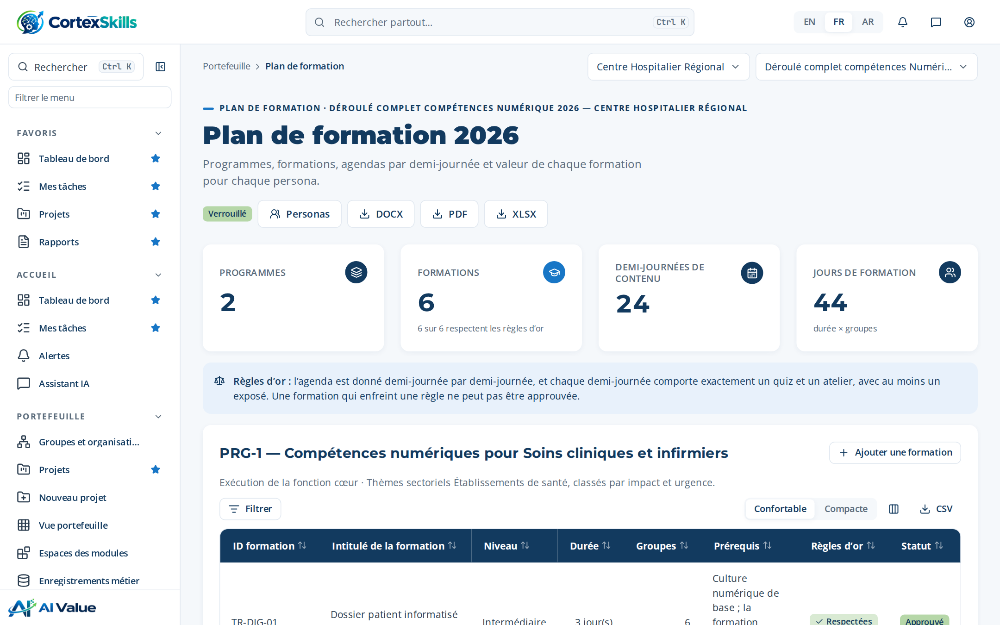 CortexSkills
Rechercher partout...
Ctrl K
EN
FR
AR
Rechercher
Ctrl K
Filtrer le menu
FAVORIS
Tableau de bord
Mes tâches
Projets
Rapports
ACCUEIL
Tableau de bord
Mes tâches
Alertes
Assistant IA
PORTEFEUILLE
Groupes et organisati...
Projets
Nouveau projet
Vue portefeuille
Espaces des modules
Enregistrements métier
AI Value
Portefeuille > Plan de formation
Centre Hospitalier Régional
Déroulé complet compétences Numéri...
PLAN DE FORMATION · DÉROULÉ COMPLET COMPÉTENCES NUMÉRIQUE 2026 — CENTRE HOSPITALIER RÉGIONAL
Plan de formation 2026
Programmes, formations, agendas par demi-journée et valeur de chaque formation
pour chaque persona.
Verrouillé
Personas
DOCX
PDF
XLSX
PROGRAMMES
2
FORMATIONS
6
6 sur 6 respectent les règles d’or
DEMI-JOURNÉES DE
CONTENU
24
JOURS DE FORMATION
44
durée × groupes
Règles d’or : l’agenda est donné demi-journée par demi-journée, et chaque demi-journée comporte exactement un quiz et un atelier, avec au moins un
exposé. Une formation qui enfreint une règle ne peut pas être approuvée.
PRG-1 — Compétences numériques pour Soins cliniques et infirmiers
Ajouter une formation
Exécution de la fonction cœur · Thèmes sectoriels Établissements de santé, classés par impact et urgence.
Filtrer
Confortable
Compacte
CSV
ID formation
Intitulé de la formation
Niveau
Durée
Groupes
Prérequis
Règles d’or
Statut
TR-DIG-01
Dossier patient informatisé
Intermédiaire
3 jour(s)
6
Culture
numérique de
base ; la
formation
Respectées
Approuvé